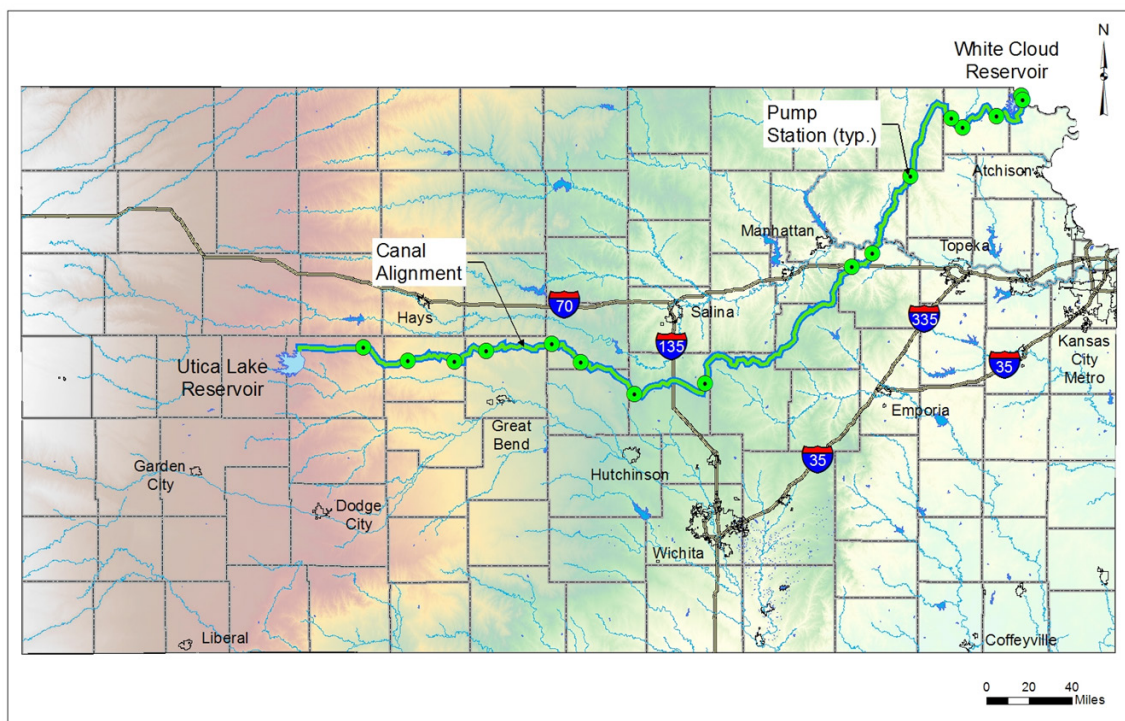 N
White Cloud
Reservoir
Pump
Station (typ.)
Atchison
Manhattan
Topeka
Canal
Alignment
70
Hays
Salina
335
135
Kansas
City
Metro
35
Utica Lake
Reservoir
Emporia
Great
Bend
35
Garden
City
Hutchinson
Dodge
City
Wichita
Liberal
Coffeyville
0 10 20 40
Miles